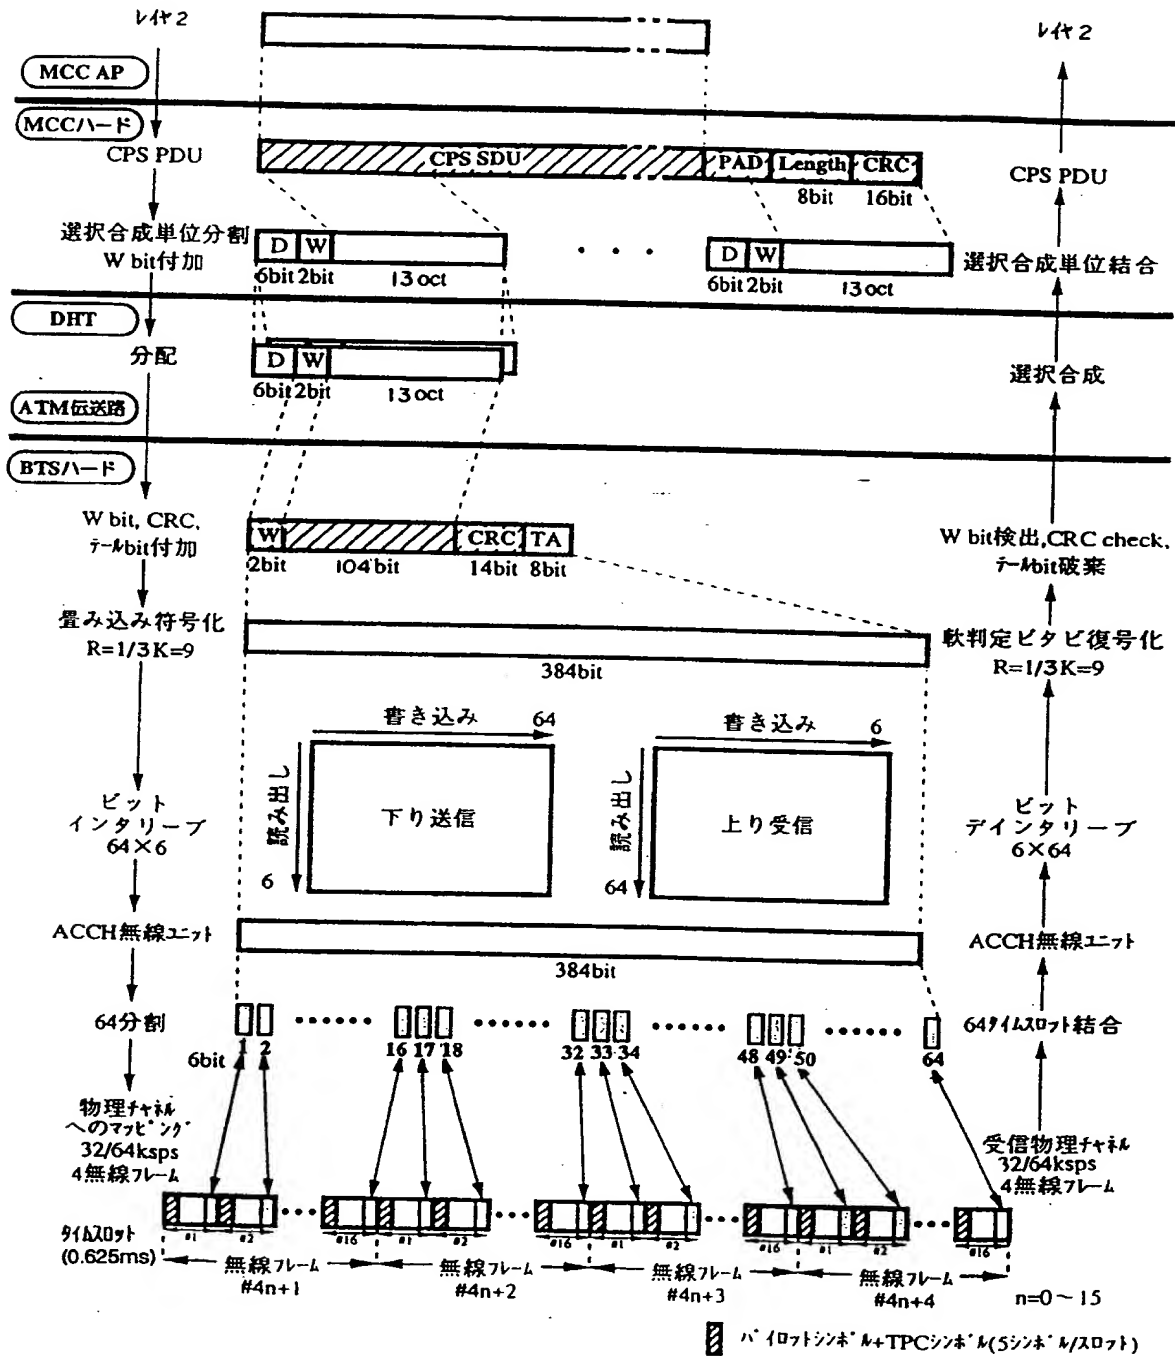 レイヤ2
レイヤ2
MCC AP
MCCハード
CPS PDU
CPS SDU
PAD
Length
CRC
8bit
16bit
CPS PDU
選択合成単位分割
W bit付加
D
W
6bit
2bit
13 oct
D
W
6bit
2bit
13 oct
選択合成単位結合
DHT
分配
D
W
6bit
2bit
13 oct
選択合成
ATM伝送路
BTSハード
W bit, CRC,
テールbit付加
W
CRC
TA
2bit
104bit
14bit
8bit
W bit検出,CRC check,
テールbit破棄
畳み込み符号化
R=1/3 K=9
384bit
軟判定ビタビ復号化
R=1/3 K=9
書き込み
64
読み出し
下り送信
6
書き込み
6
読み出し
上り受信
64
ビット
インタリーブ
64×6
ビット
デインタリーブ
6×64
ACCH無線ユニット
384bit
ACCH無線ユニット
64分割
6bit
1
2
16
17
18
32
33
34
48
49
50
64
64タイムスロット結合
物理チャネル
へのマッピング
32/64ksps
4無線フレーム
受信物理チャネル
32/64ksps
4無線フレーム
タイムスロット
(0.625ms)
#1
#2
#16
#1
#2
#16
#1
#2
#16
#1
#2
#16
無線フレーム
#4n+1
無線フレーム
#4n+2
無線フレーム
#4n+3
無線フレーム
#4n+4
n=0～15
パイロットシンボル+TPCシンボル(5シンボル/スロット)